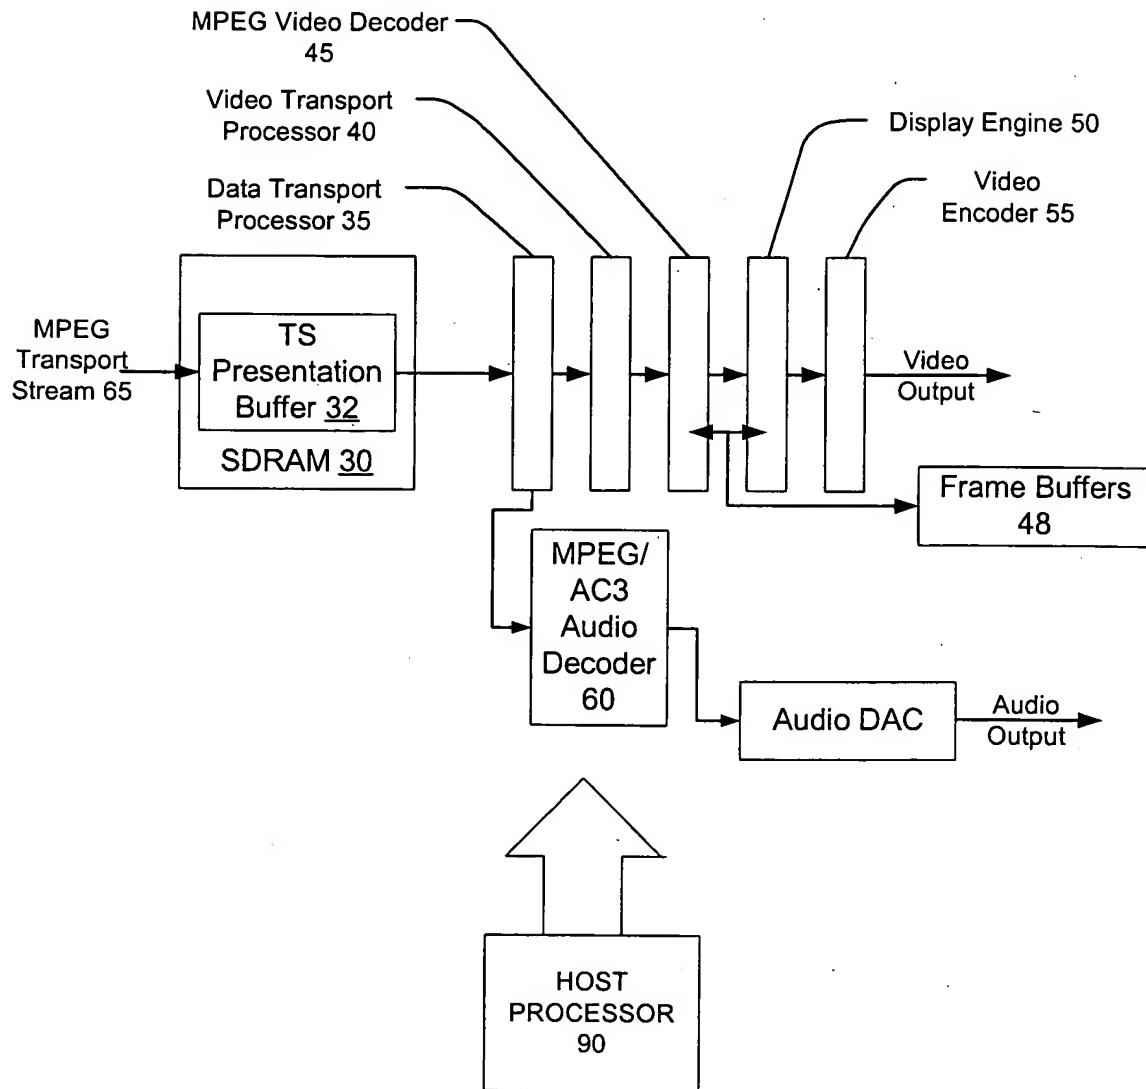 MPEG Video Decoder
45
Video Transport
Processor 40
Data Transport
Processor 35
Display Engine 50
Video
Encoder 55
MPEG
Transport
Stream 65
TS
Presentation
Buffer 32
SDRAM 30
Video
Output
Frame Buffers
48
MPEG/
AC3
Audio
Decoder
60
Audio DAC
Audio
Output
HOST
PROCESSOR
90